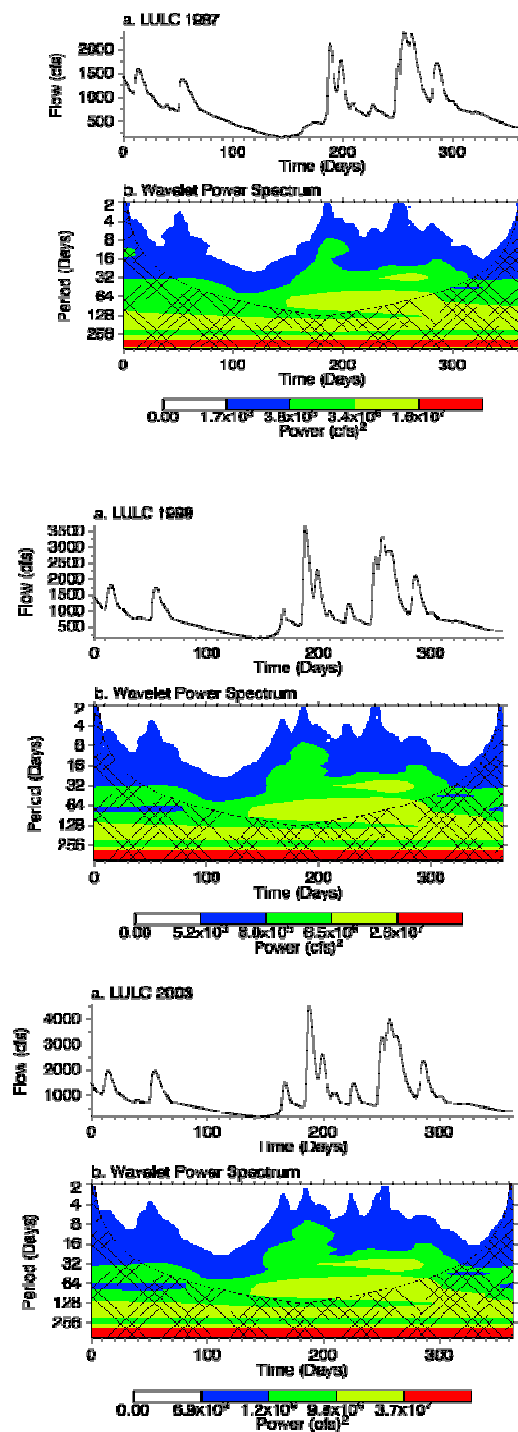 a. LULC 1987
2000
1500
1000
500
Flow (cfs)
0 100 200 300
Time (Days)
b. Wavelet Power Spectrum
2
4
8
16
32
64
128
256
Period (Days)
0 100 200 300
Time (Days)
0.00
Power (cfs)2
a. LULC
3500
3000
2500
2000
1500
1000
500
Flow (cfs)
0 100 200 300
Time (Days)
b. Wavelet Power Spectrum
2
4
8
16
32
64
128
256
Period (Days)
0 100 200 300
Time (Days)
0.00
Power (cfs)2
a. LULC 2003
4000
3000
2000
1000
Flow (cfs)
0 100 200 300
Time (Days)
b. Wavelet Power Spectrum
2
4
8
16
32
64
128
256
Period (Days)
0 100 200 300
Time (Days)
0.00 3.7x10
Power (cfs)2